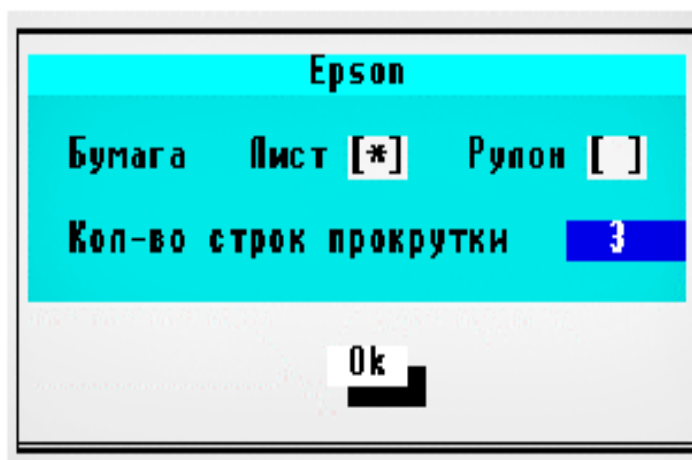 Epson
Бумага Лист [*] Рулон [ ]
Кол-во строк прокрутки 3
Ok